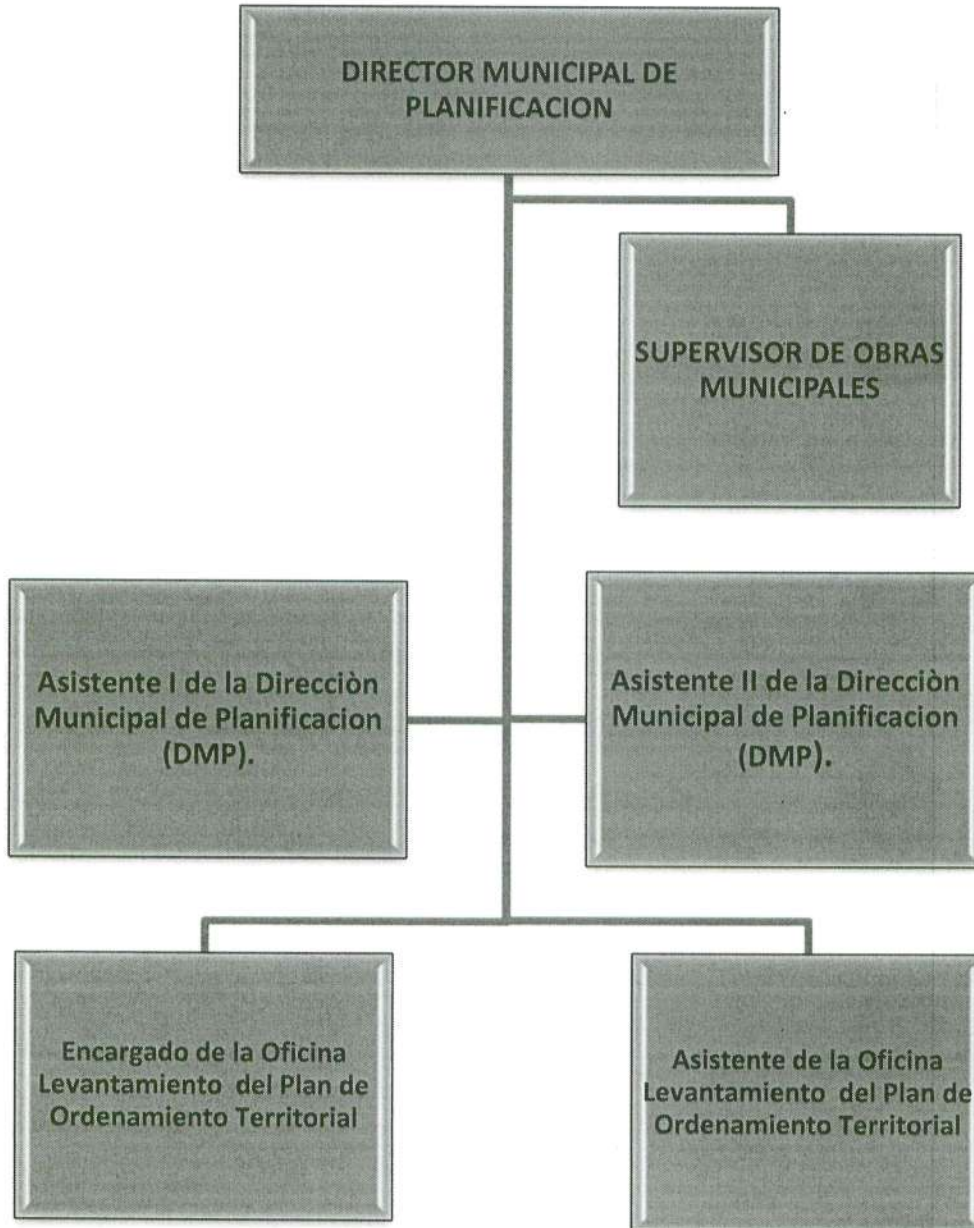 DIRECTOR MUNICIPAL DE
PLANIFICACION
SUPERVISOR DE OBRAS
MUNICIPALES
Asistente I de la Direcciòn
Municipal de Planificacion
(DMP).
Asistente II de la Direcciòn
Municipal de Planificacion
(DMP).
Encargado de la Oficina
Levantamiento del Plan de
Ordenamiento Territorial
Asistente de la Oficina
Levantamiento del Plan de
Ordenamiento Territorial